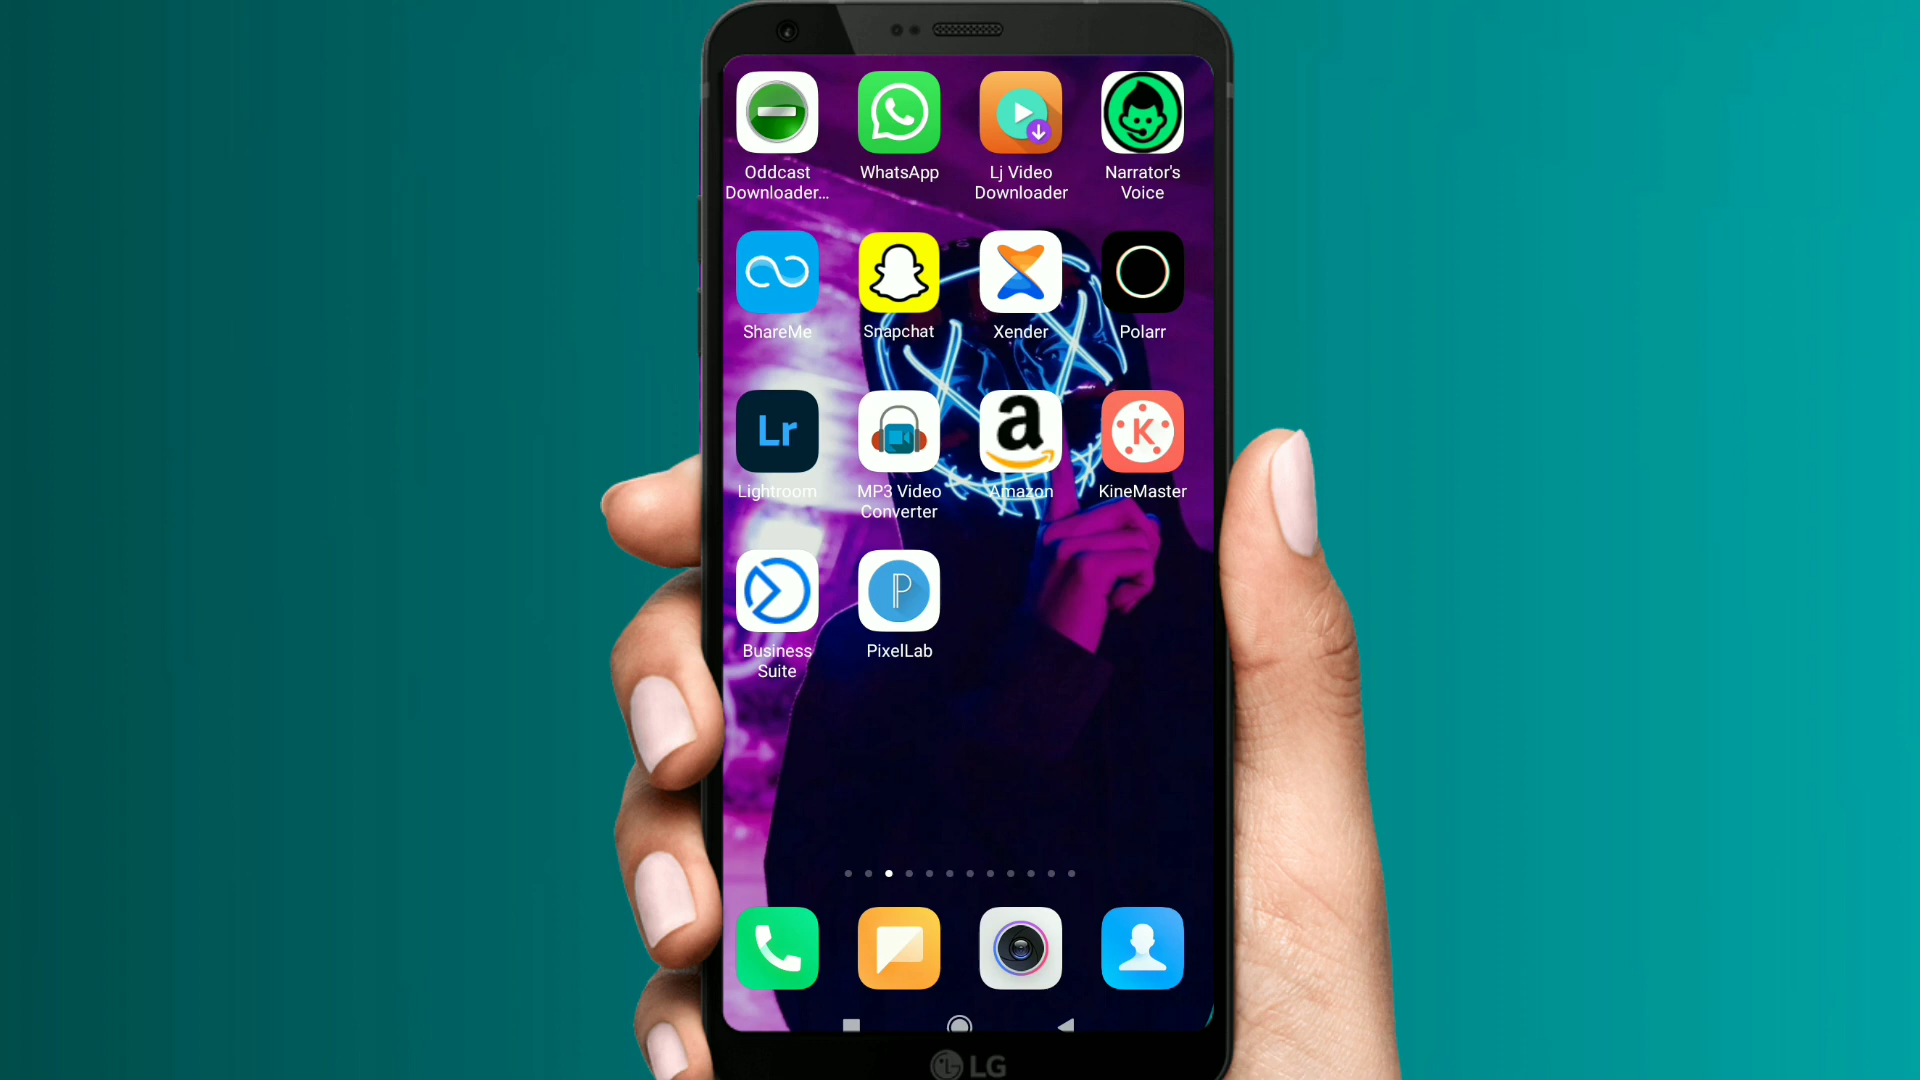 Oddcast
Downloader...
WhatsApp
Lj Video
Downloader
Narrator's
Voice
ShareMe
Snapchat
Xender
Polarr
Lr
Lightroom
MP3 Video
Converter
a
Amazon
K
KineMaster
Business
Suite
P
PixelLab
LG